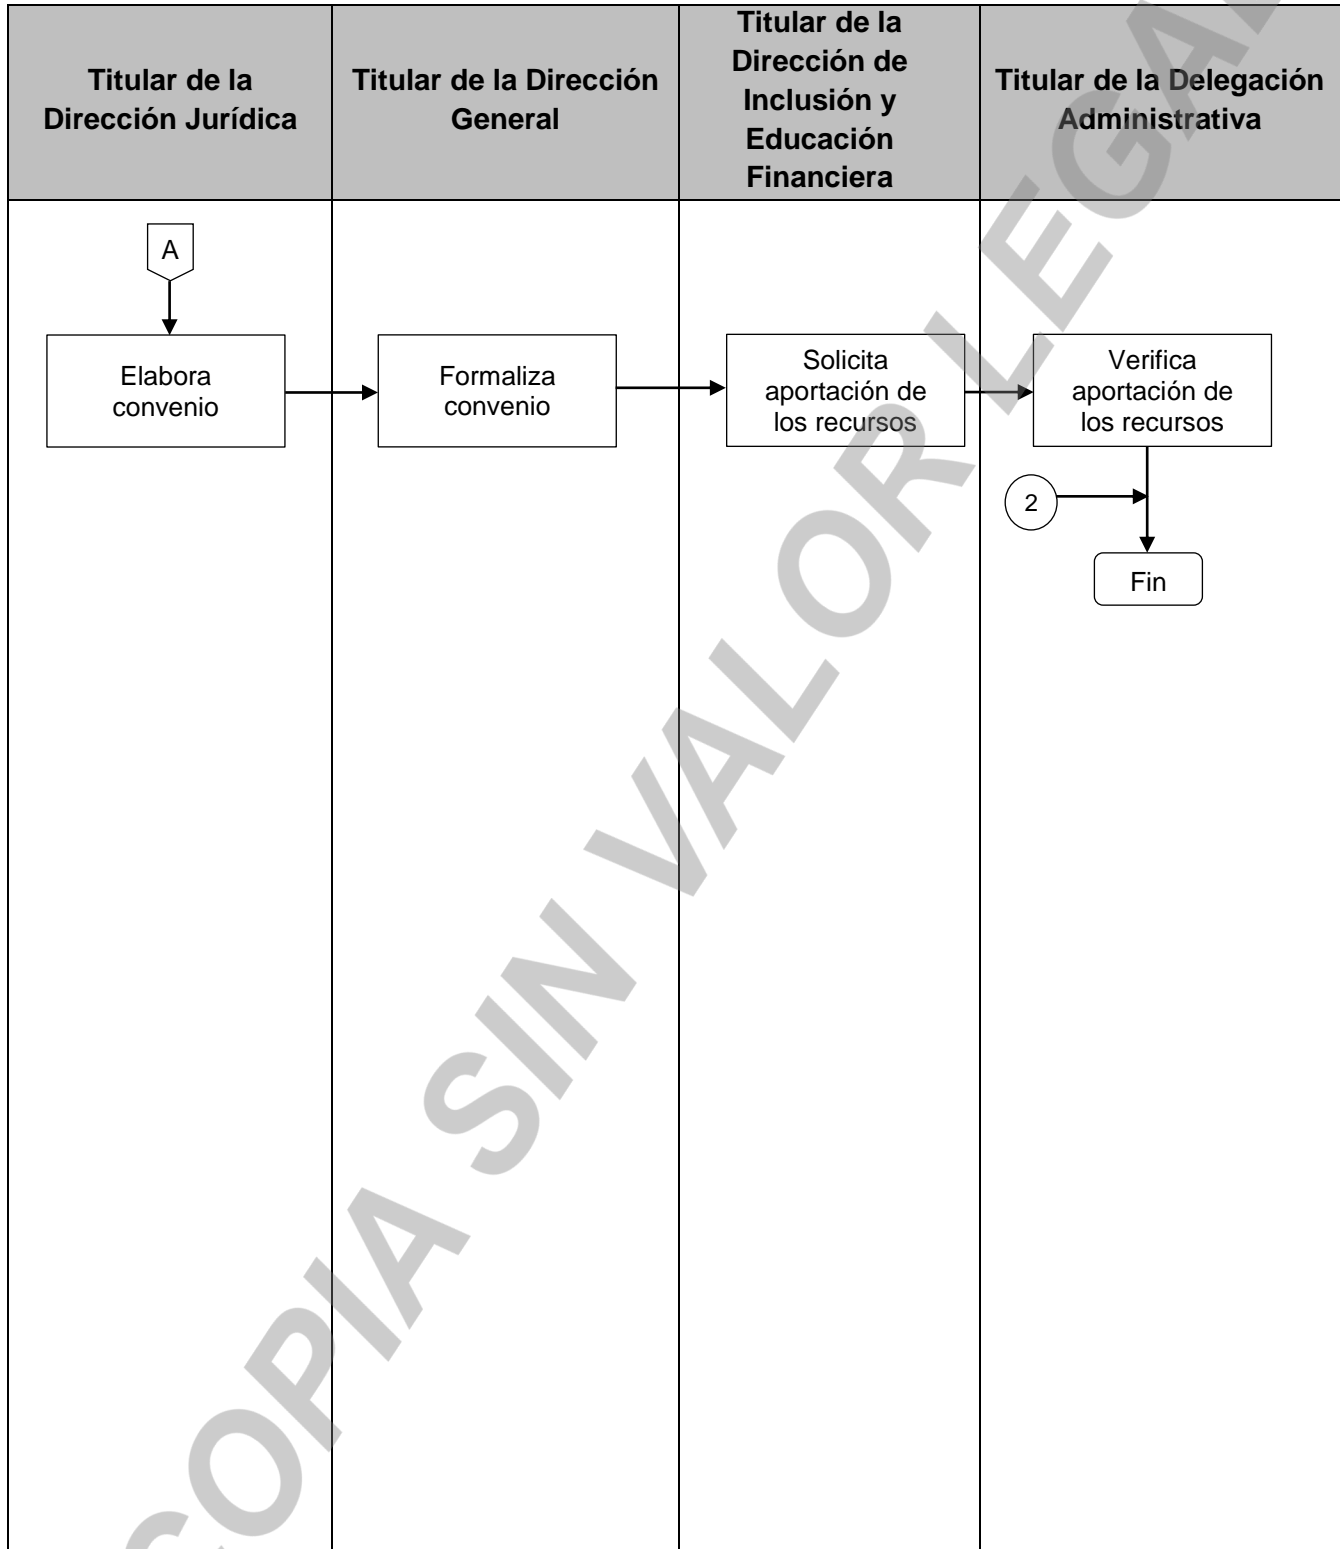 Titular de la
Dirección Jurídica
Titular de la Dirección
General
Titular de la
Dirección de
Inclusión y
Educación
Financiera
Titular de la Delegación
Administrativa
A
Elabora
convenio
Formaliza
convenio
Solicita
aportación de
los recursos
Verifica
aportación de
los recursos
2
Fin
COPIA SIN VALOR LEGAL